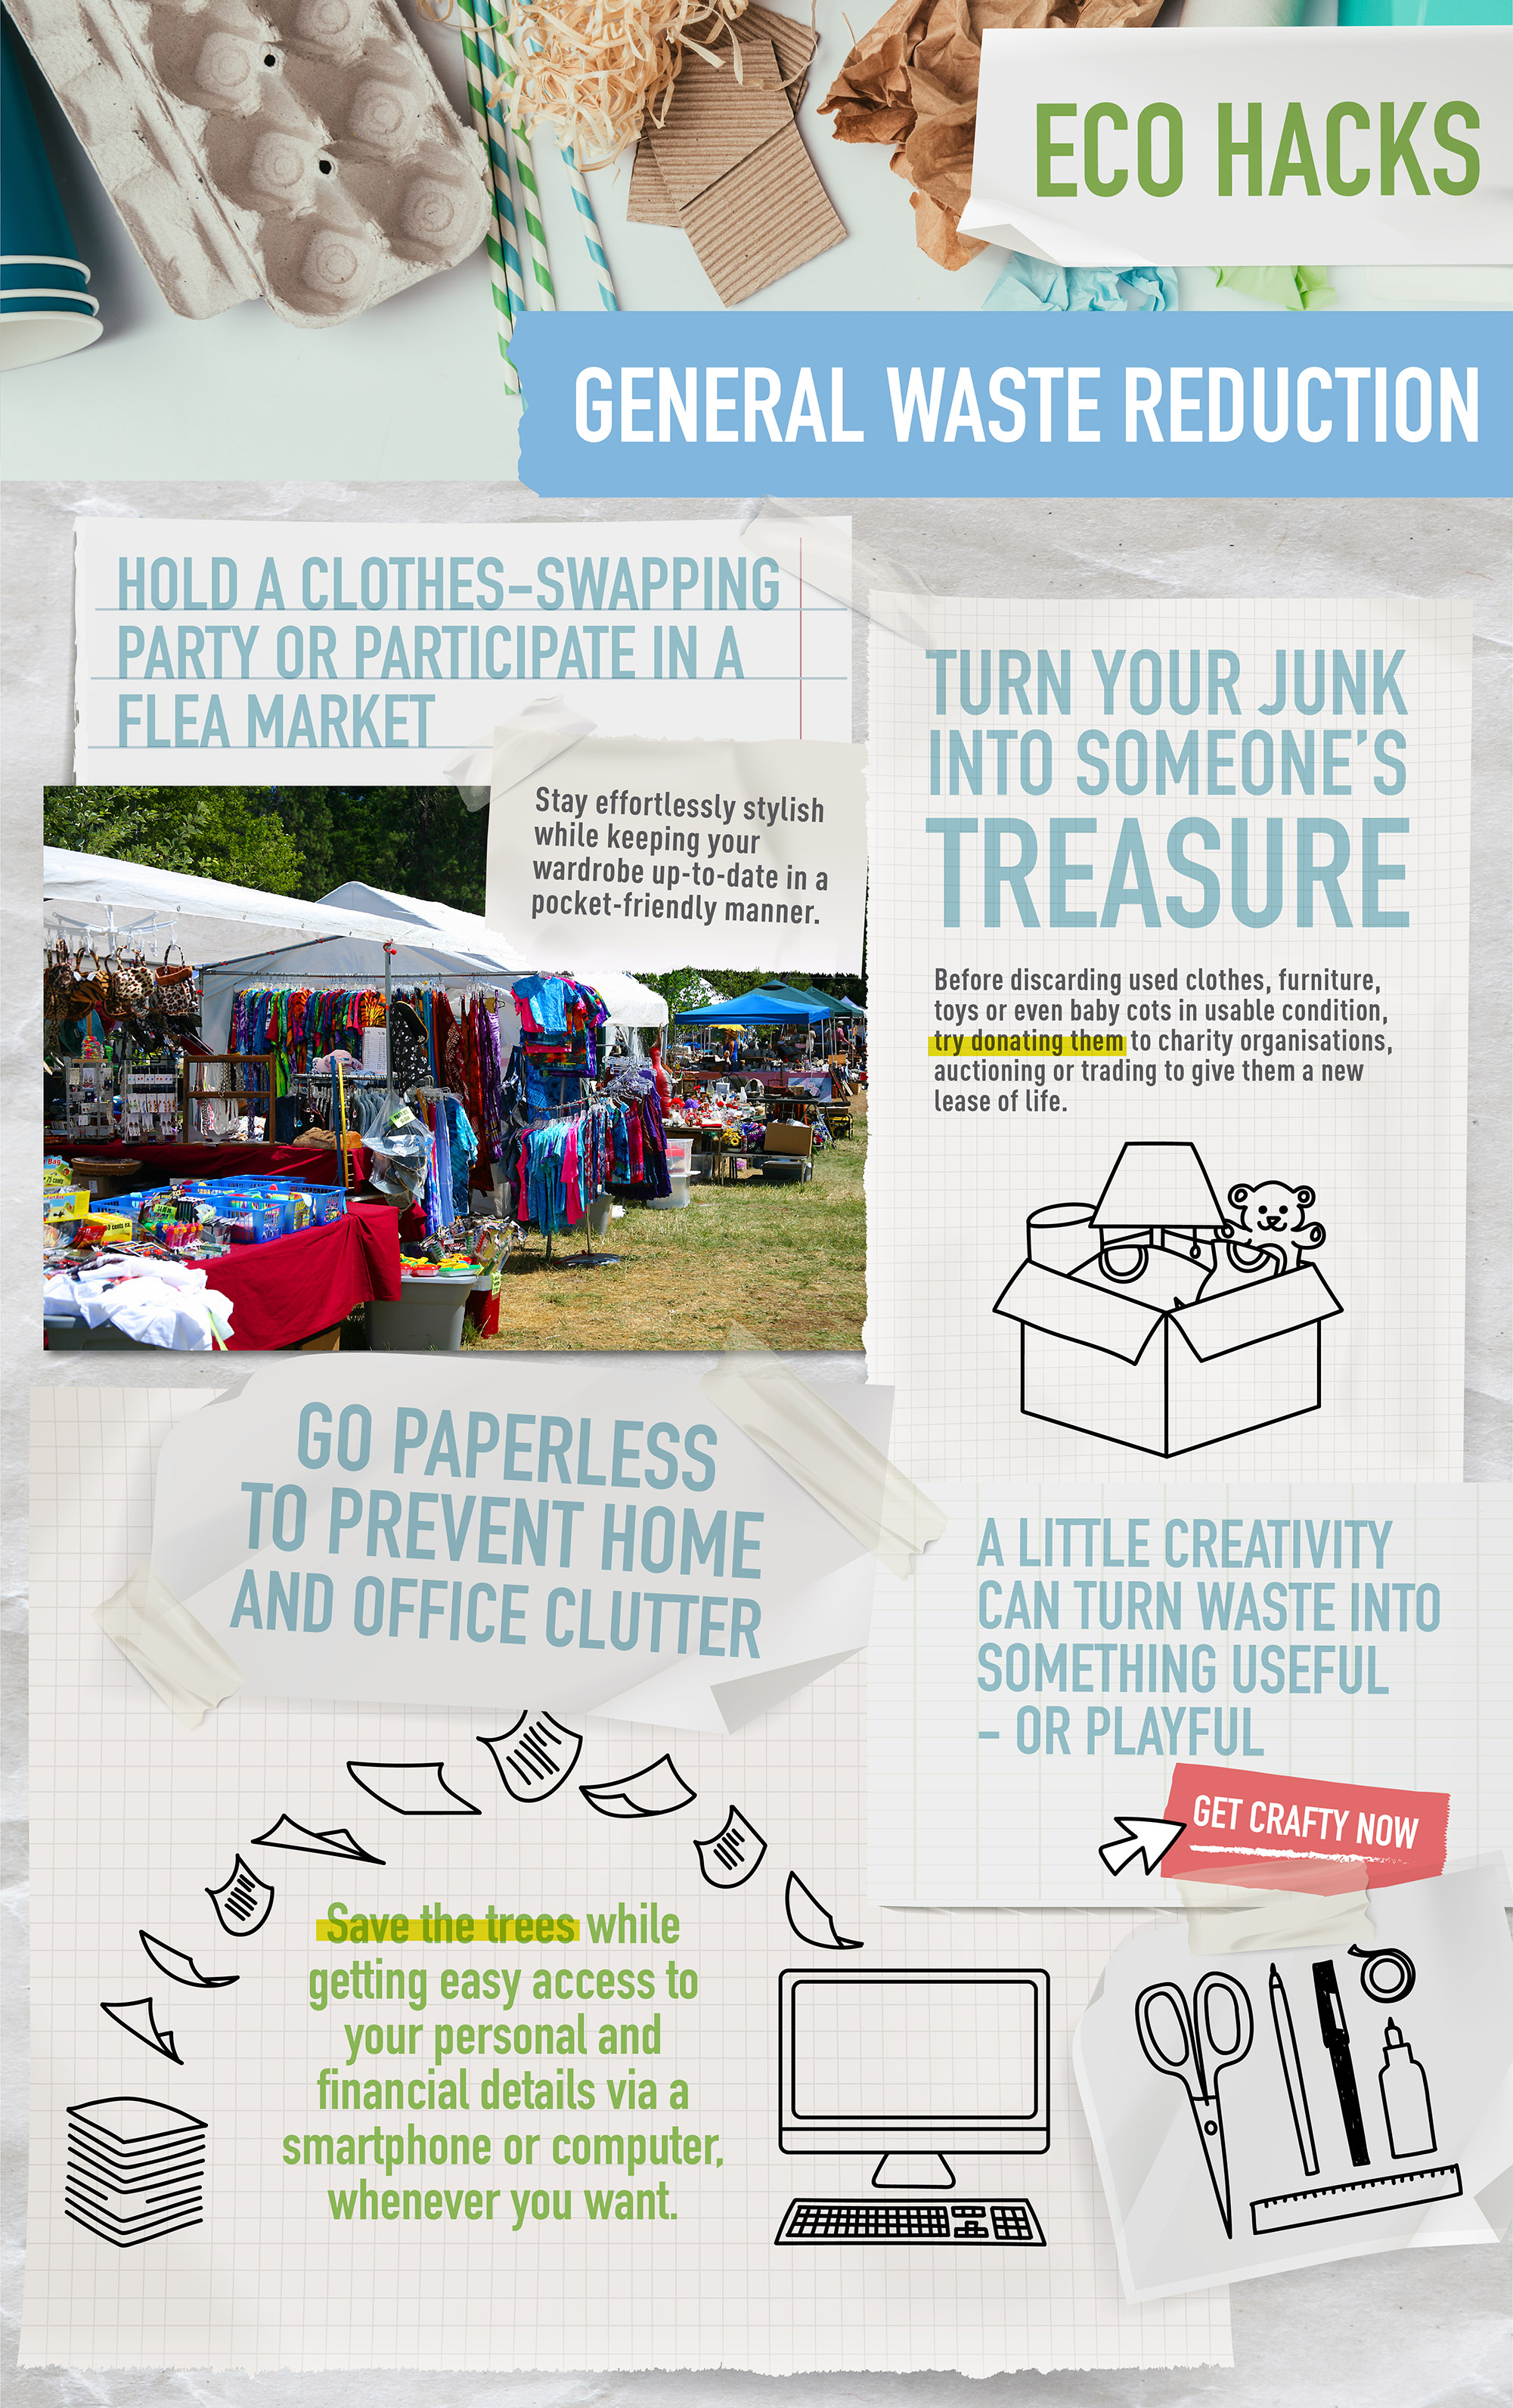 ECO HACKS
GENERAL WASTE REDUCTION
HOLD A CLOTHES-SWAPPING
PARTY OR PARTICIPATE IN A
FLEA MARKET
Stay effortlessly stylish
while keeping your
wardrobe up-to-date in a
pocket-friendly manner.
TURN YOUR JUNK
INTO SOMEONE'S
TREASURE
Before discarding used clothes, furniture,
toys or even baby cots in usable condition,
try donating them to charity organisations,
auctioning or trading to give them a new
lease of life.
GO PAPERLESS
TO PREVENT HOME
AND OFFICE CLUTTER
Save the trees while
getting easy access to
your personal and
financial details via a
smartphone or computer,
whenever you want.
A LITTLE CREATIVITY
CAN TURN WASTE INTO
SOMETHING USEFUL
– OR PLAYFUL
GET CRAFTY NOW